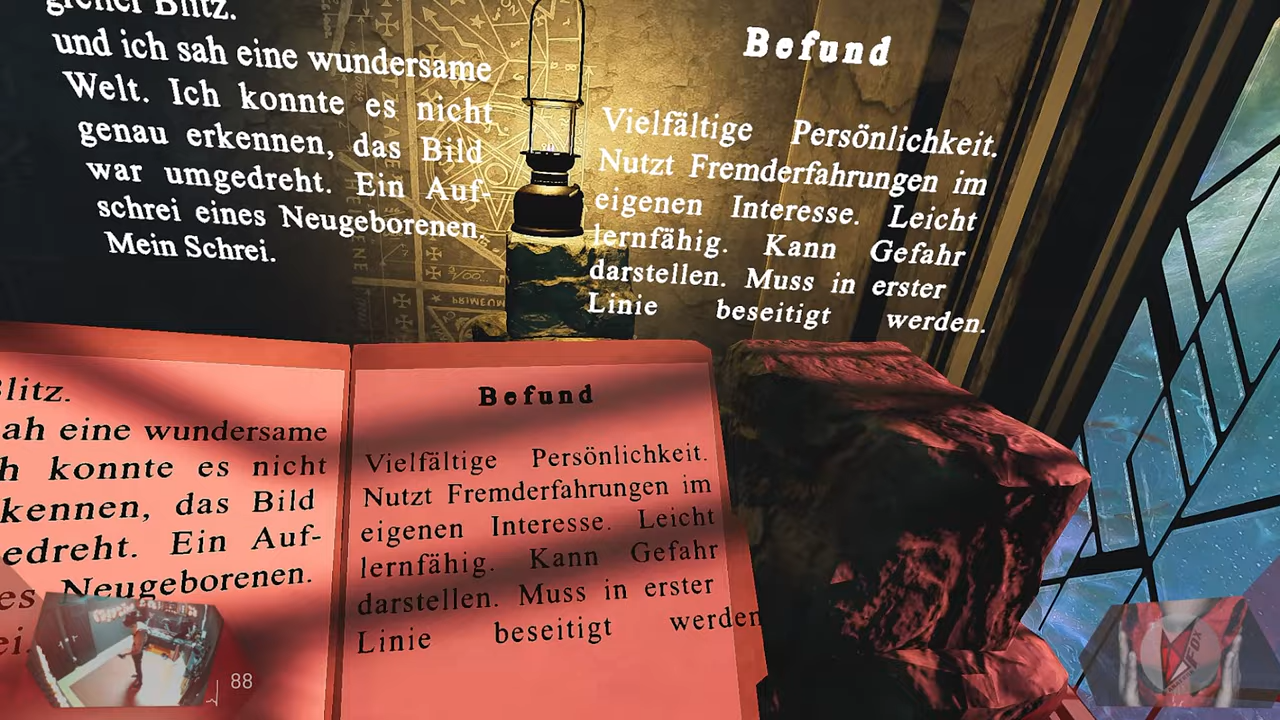 Blitz.
und ich sah eine wundersame
Welt. Ich konnte es nicht
genau erkennen, das Bild
war umgedreht. Ein Auf-
schrei eines Neugeborenen.
Mein Schrei.
Befund
Vielfältige Persönlichkeit.
Nutzt Fremderfahrungen im
eigenen Interesse. Leicht
lernfähig. Kann Gefahr
darstellen. Muss in erster
Linie beseitigt werden.
Blitz.
ah eine wundersame
h konnte es nicht
kennen, das Bild
edreht. Ein Auf-
es Neugeborenen.
ei.
Befund
Vielfältige Persönlichkeit.
Nutzt Fremderfahrungen im
eigenen Interesse. Leicht
lernfähig. Kann Gefahr
darstellen. Muss in erster
Linie beseitigt werden
PRIMEUM
88